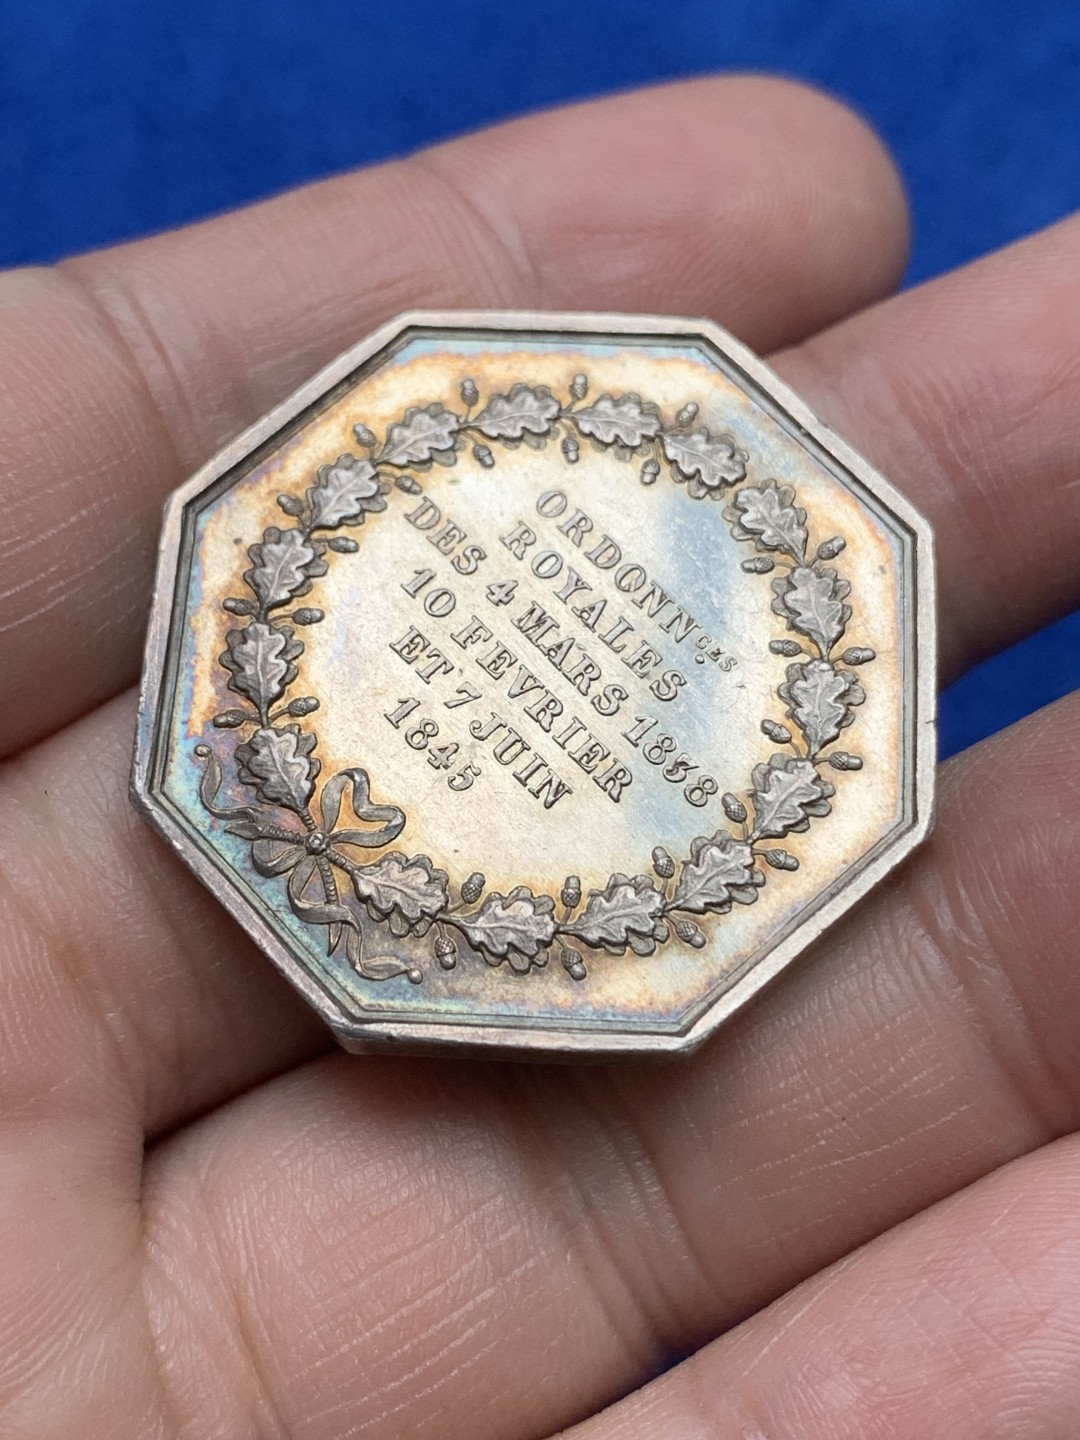 ORDONNCES
ROYALES
DES 4 MARS 1838
10 FEVRIER
ET 7 JUIN
1845